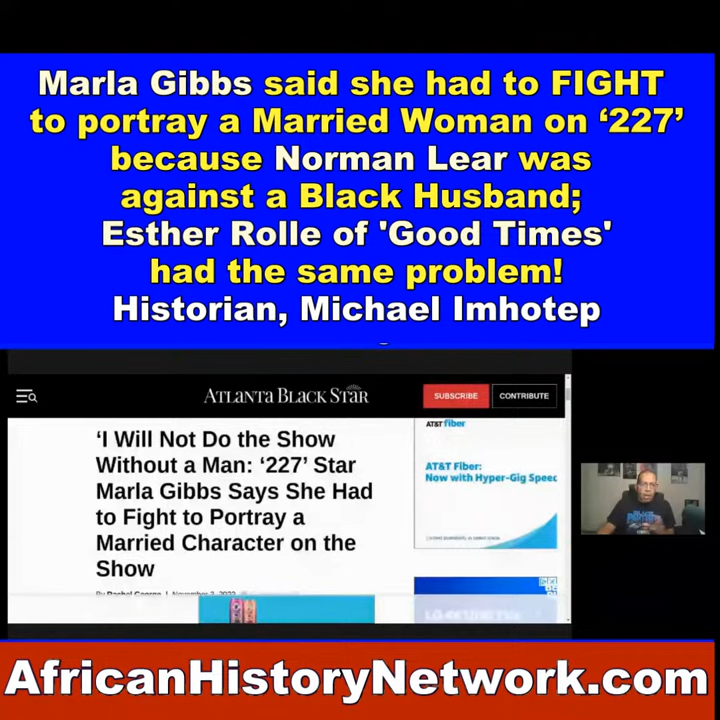 Marla Gibbs said she had to FIGHT
to portray a Married Woman on ‘227’
because Norman Lear was
against a Black Husband;
Esther Rolle of 'Good Times'
had the same problem!
Historian, Michael Imhotep
ATLANTA BLACK STAR
SUBSCRIBE
CONTRIBUTE
‘I Will Not Do the Show
Without a Man: ‘227’ Star
Marla Gibbs Says She Had
to Fight to Portray a
Married Character on the
Show
AT&T fiber
AT&T Fiber:
Now with Hyper-Gig Speed
AfricanHistoryNetwork.com